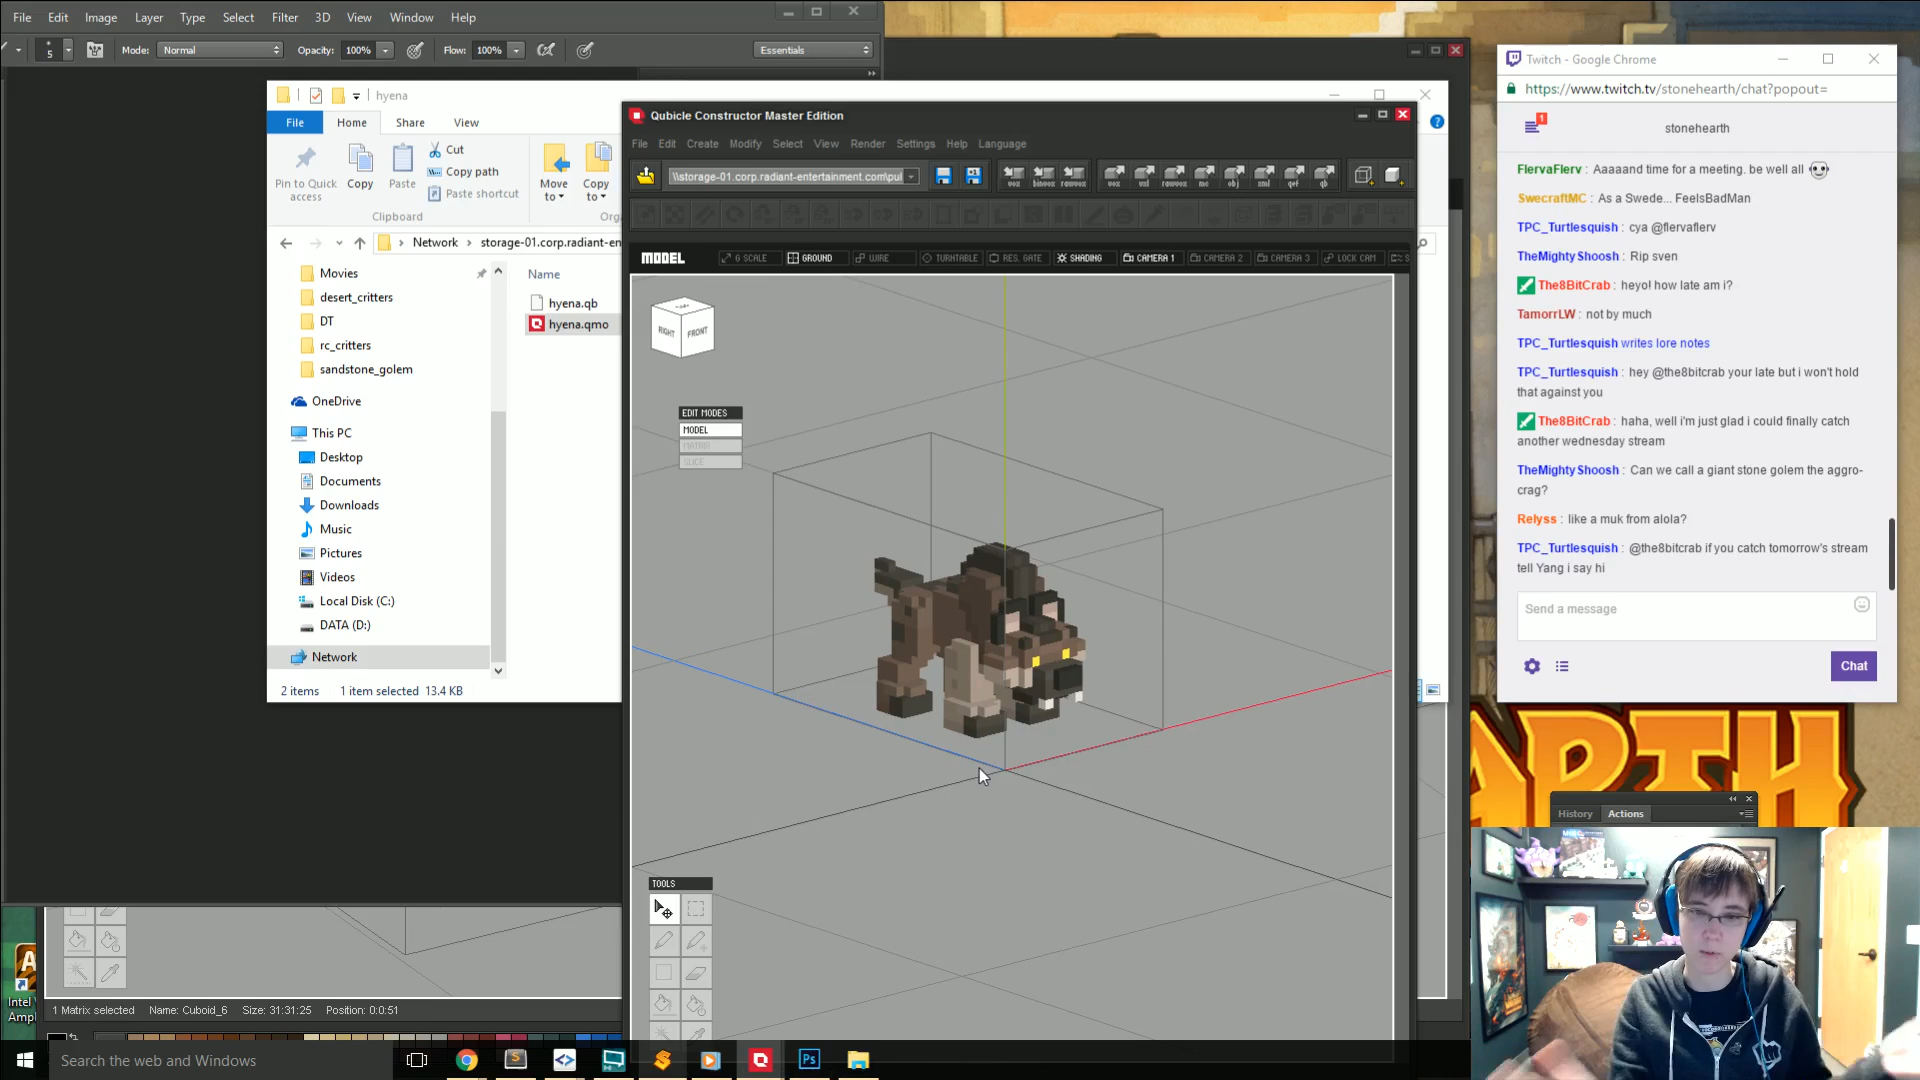 File Edit Image Layer Type Select Filter 3D View Window Help
5 Mode: Normal Opacity: 100% Flow: 100% Essentials
hyena
File Home Share View
Pin to Quick access
Copy
Paste
Cut
Copy path
Paste shortcut
Clipboard
Move to
Copy to
Network storage-01.corp.radiant-en
Movies
desert_critters
DT
rc_critters
sandstone_golem
OneDrive
This PC
Desktop
Documents
Downloads
Music
Pictures
Videos
Local Disk (C:)
DATA (D:)
Network
Name
hyena.qb
hyena.qmo
2 items 1 item selected 13.4 KB
Qubicle Constructor Master Edition
File Edit Create Modify Select View Render Settings Help Language
\\storage-01.corp.radiant-entertainment.com\pul
MODEL G SCALE GROUND WIRE TURNTABLE RES. GATE SHADING CAMERA 1 CAMERA 2 CAMERA 3 LOCK CAM
RIGHT FRONT
EDIT MODES
MODEL
MATRIX
SLICE
TOOLS
1 Matrix selected Name: Cuboid_6 Size: 31:31:25 Position: 0:0:51
Twitch - Google Chrome
https://www.twitch.tv/stonehearth/chat?popout=
1
stonehearth
FlervaFlerv : Aaaaand time for a meeting. be well all
SwecraftMC : As a Swede... FeelsBadMan
TPC_Turtlesquish : cya @flervaflerv
TheMightyShoosh : Rip sven
The8BitCrab : heyo! how late am i?
TamorrLW : not by much
TPC_Turtlesquish writes lore notes
TPC_Turtlesquish : hey @the8bitcrab your late but i won't hold
that against you
The8BitCrab : haha, well i'm just glad i could finally catch
another wednesday stream
TheMightyShoosh : Can we call a giant stone golem the aggro-
crag?
Relyss : like a muk from alola?
TPC_Turtlesquish : @the8bitcrab if you catch tomorrow's stream
tell Yang i say hi
Send a message
Chat
ARTH
History Actions
Intel
Ampl
Search the web and Windows
Ps